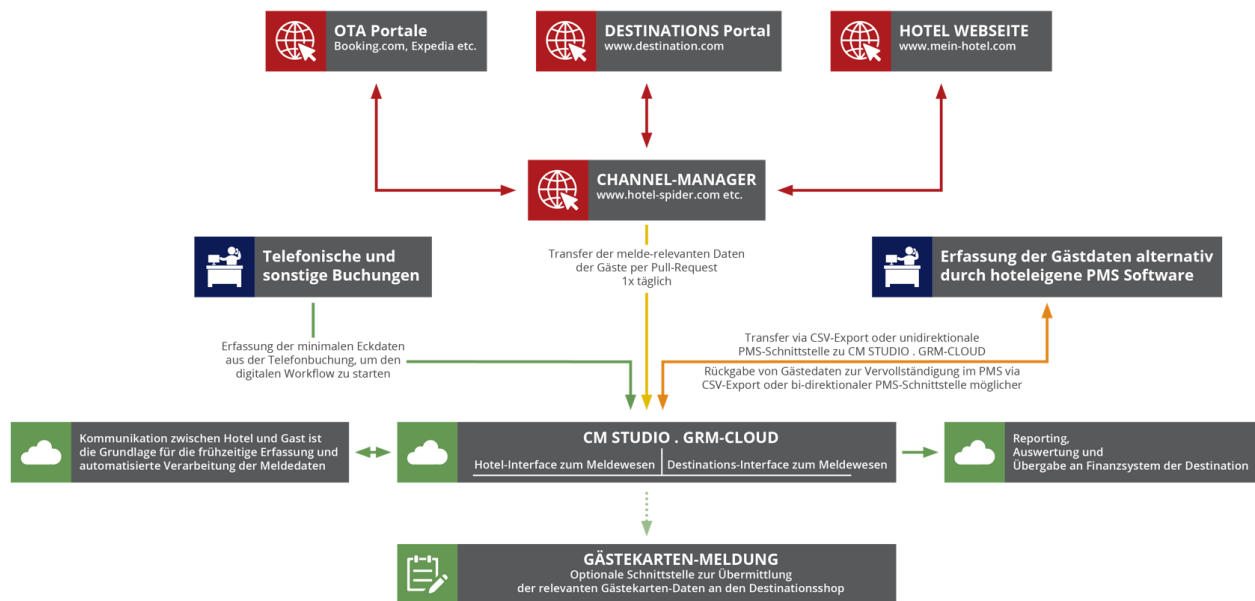 OTA Portale
Booking.com, Expedia etc.
DESTINATIONS Portal
www.destination.com
HOTEL WEBSEITE
www.mein-hotel.com
CHANNEL-MANAGER
www.hotel-spider.com etc.
Telefonische und
sonstige Buchungen
Transfer der melde-relevanten Daten
der Gäste per Pull-Request
1x täglich
Erfassung der Gästdaten alternativ
durch hoteleigene PMS Software
Erfassung der minimalen Eckdaten
aus der Telefonbuchung, um den
digitalen Workflow zu starten
Transfer via CSV-Export oder unidirektionale
PMS-Schnittstelle zu CM STUDIO . GRM-CLOUD
Rückgabe von Gästedaten zur Vervollständigung im PMS via
CSV-Export oder bi-direktionaler PMS-Schnittstelle möglicher
Kommunikation zwischen Hotel und Gast ist
die Grundlage für die frühzeitige Erfassung und
automatisierte Verarbeitung der Meldedaten
CM STUDIO . GRM-CLOUD
Hotel-Interface zum Meldewesen
Destinations-Interface zum Meldewesen
Reporting,
Auswertung und
Übergabe an Finanzsystem der Destination
GÄSTEKARTEN-MELDUNG
Optionale Schnittstelle zur Übermittlung
der relevanten Gästekarten-Daten an den Destinationsshop